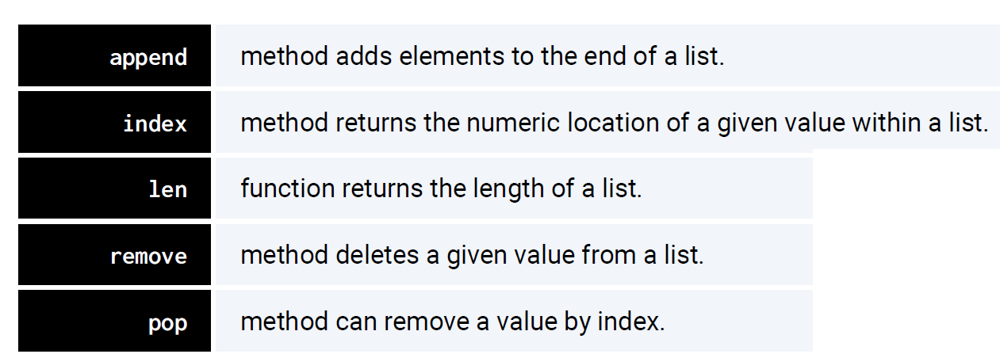 append method adds elements to the end of a list.
index method returns the numeric location of a given value within a list.
len function returns the length of a list.
remove method deletes a given value from a list.
pop method can remove a value by index.